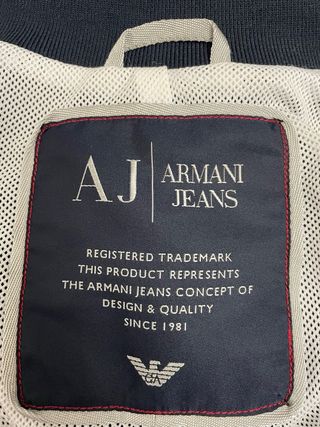 AJ
ARMANI
JEANS
REGISTERED TRADEMARK
THIS PRODUCT REPRESENTS
THE ARMANI JEANS CONCEPT OF
DESIGN & QUALITY
SINCE 1981